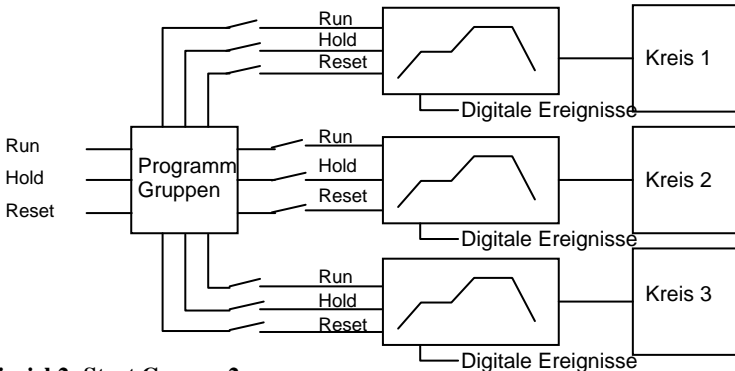 Run
Hold
Reset
Kreis 1
Digitale Ereignisse
Run
Hold
Reset
Programm
Gruppen
Run
Hold
Reset
Kreis 2
Digitale Ereignisse
Run
Hold
Reset
Kreis 3
Digitale Ereignisse